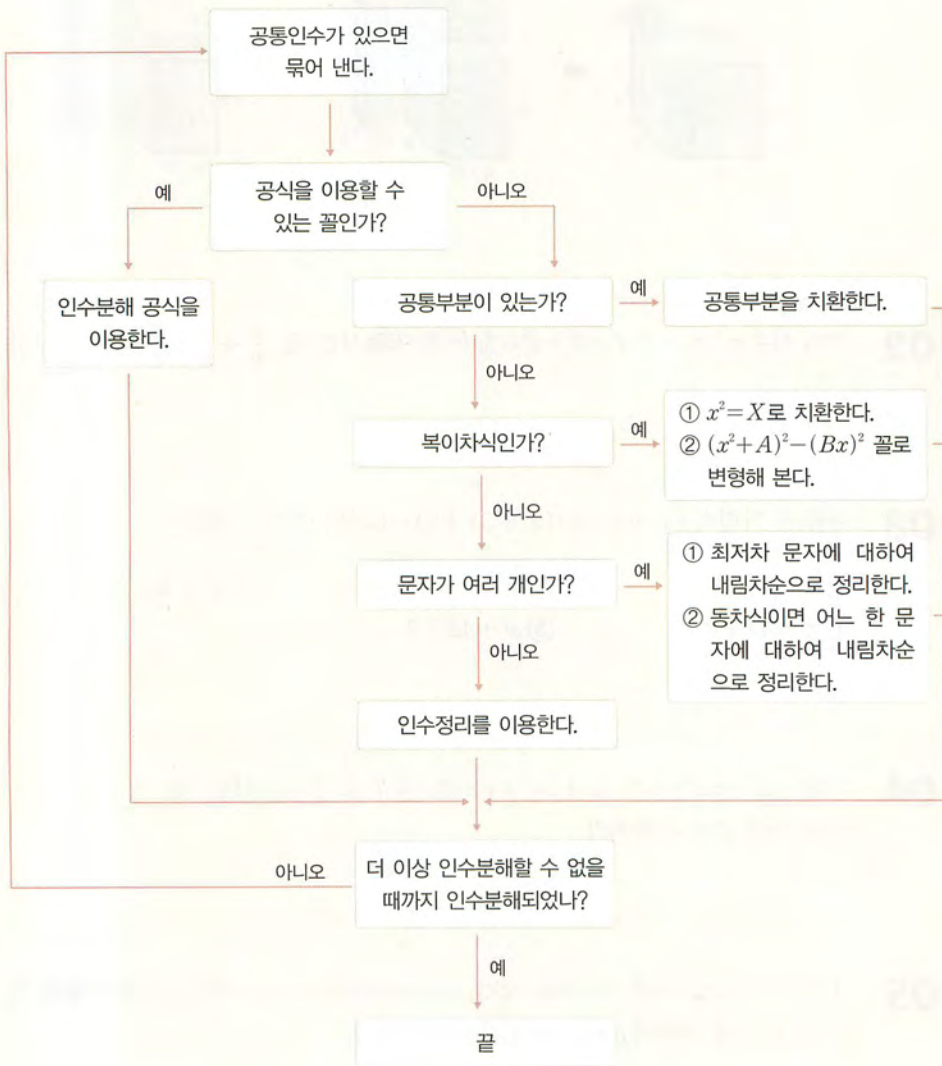 공통인수가 있으면
묶어 낸다.
예
공식을 이용할 수
있는 꼴인가?
아니오
인수분해 공식을
이용한다.
공통부분이 있는가?
예
공통부분을 치환한다.
아니오
복이차식인가?
예
① x²=X로 치환한다.
② (x²+A)²-(Bx)² 꼴로
변형해 본다.
아니오
문자가 여러 개인가?
예
① 최저차 문자에 대하여
내림차순으로 정리한다.
② 동차식이면 어느 한 문
자에 대하여 내림차순
으로 정리한다.
아니오
인수정리를 이용한다.
아니오
더 이상 인수분해할 수 없을
때까지 인수분해되었나?
예
끝